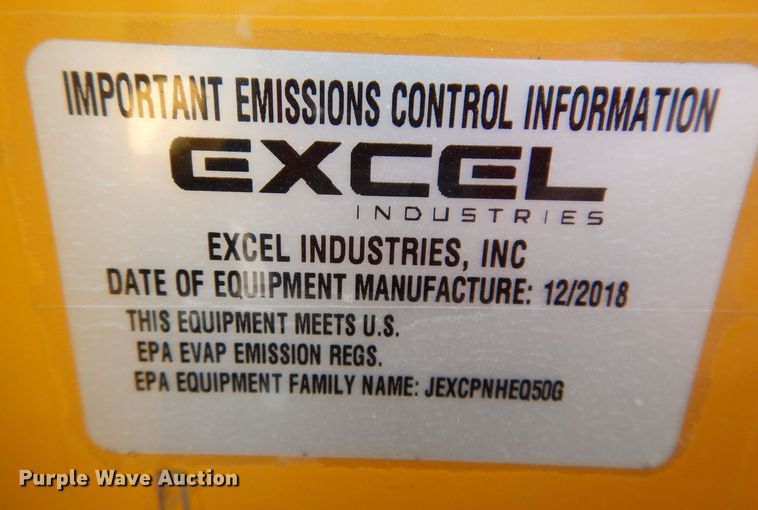 IMPORTANT EMISSIONS CONTROL INFORMATION
EXCEL
INDUSTRIES
EXCEL INDUSTRIES, INC
DATE OF EQUIPMENT MANUFACTURE: 12/2018
THIS EQUIPMENT MEETS U.S.
EPA EVAP EMISSION REGS.
EPA EQUIPMENT FAMILY NAME: JEXCPNHEQ50G
Purple Wave Auction